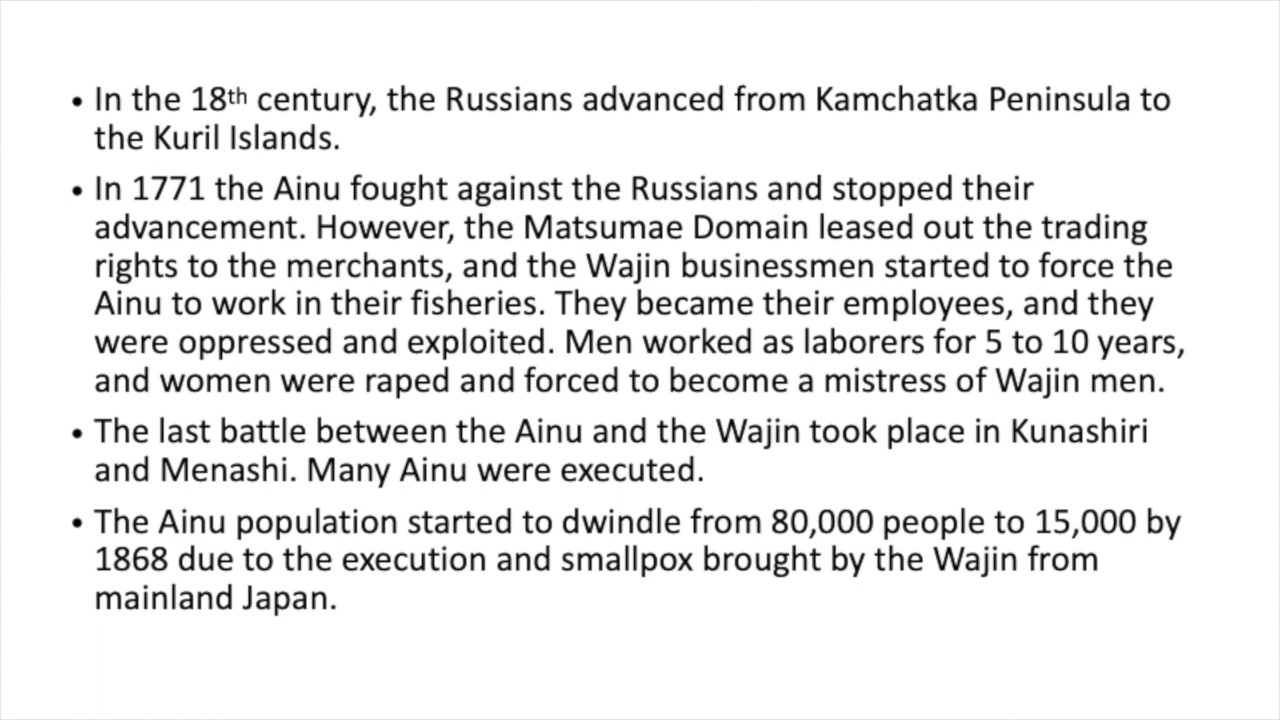 • In the 18th century, the Russians advanced from Kamchatka Peninsula to
the Kuril Islands.
• In 1771 the Ainu fought against the Russians and stopped their
advancement. However, the Matsumae Domain leased out the trading
rights to the merchants, and the Wajin businessmen started to force the
Ainu to work in their fisheries. They became their employees, and they
were oppressed and exploited. Men worked as laborers for 5 to 10 years,
and women were raped and forced to become a mistress of Wajin men.
• The last battle between the Ainu and the Wajin took place in Kunashiri
and Menashi. Many Ainu were executed.
• The Ainu population started to dwindle from 80,000 people to 15,000 by
1868 due to the execution and smallpox brought by the Wajin from
mainland Japan.